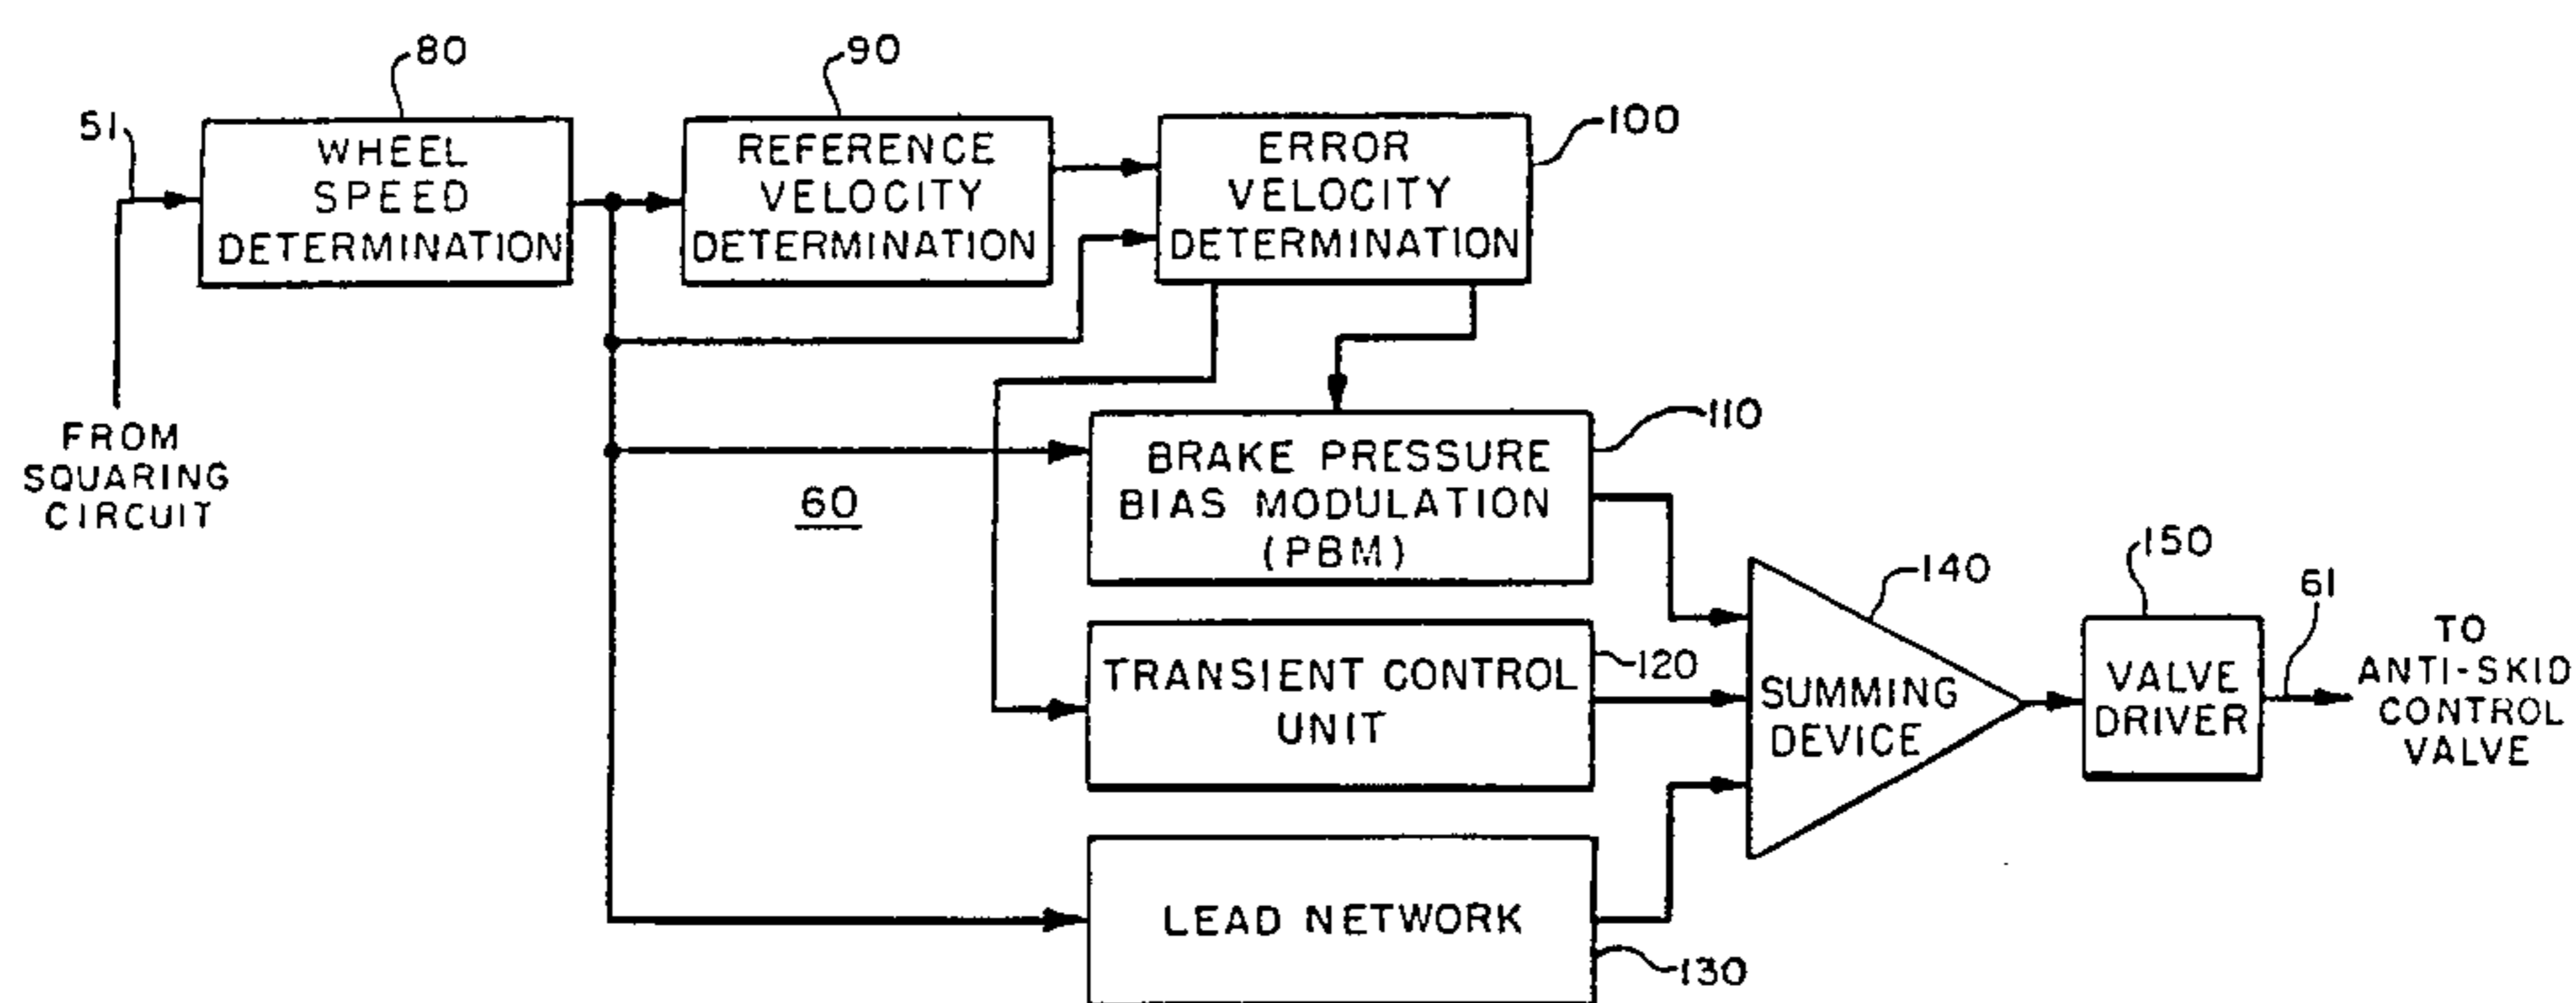 80
90
51
WHEEL
SPEED
DETERMINATION
REFERENCE
VELOCITY
DETERMINATION
ERROR
VELOCITY
DETERMINATION
100
FROM
SQUARING
CIRCUIT
60
BRAKE PRESSURE
BIAS MODULATION
(PBM)
110
TRANSIENT CONTROL
UNIT
120
LEAD NETWORK
130
SUMMING
DEVICE
140
VALVE
DRIVER
150
61
TO
ANTI-SKID
CONTROL
VALVE